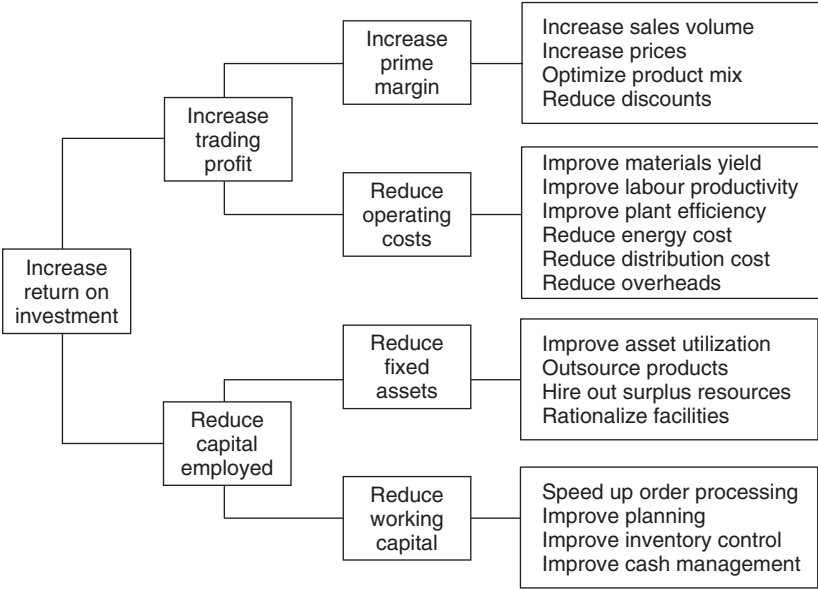 Increase
return on
investment
Increase
trading
profit
Reduce
capital
employed
Increase
prime
margin
Reduce
operating
costs
Reduce
fixed
assets
Reduce
working
capital
Increase sales volume
Increase prices
Optimize product mix
Reduce discounts
Improve materials yield
Improve labour productivity
Improve plant efficiency
Reduce energy cost
Reduce distribution cost
Reduce overheads
Improve asset utilization
Outsource products
Hire out surplus resources
Rationalize facilities
Speed up order processing
Improve planning
Improve inventory control
Improve cash management